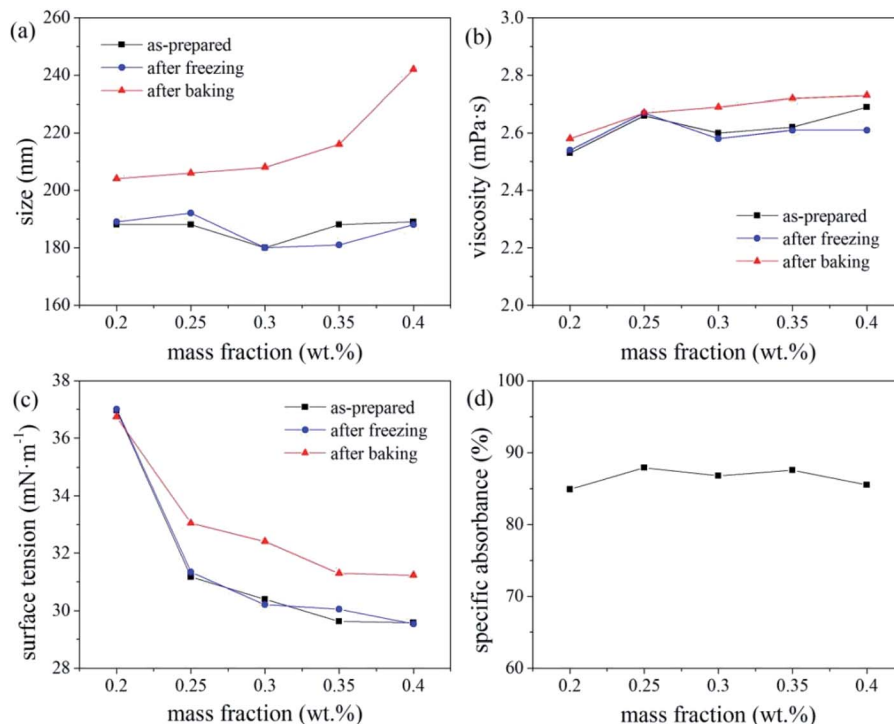 (a)
260
240
220
200
180
160
size (nm)
as-prepared
after freezing
after baking
0.2 0.25 0.3 0.35 0.4
mass fraction (wt.%)
(b)
3.0
2.8
2.6
2.4
2.2
2.0
viscosity (mPa·s)
as-prepared
after freezing
after baking
0.2 0.25 0.3 0.35 0.4
mass fraction (wt.%)
(c)
38
36
34
32
30
28
surface tension (mN·m⁻¹)
as-prepared
after freezing
after baking
0.2 0.25 0.3 0.35 0.4
mass fraction (wt.%)
(d)
100
90
80
70
60
specific absorbance (%)
0.2 0.25 0.3 0.35 0.4
mass fraction (wt.%)